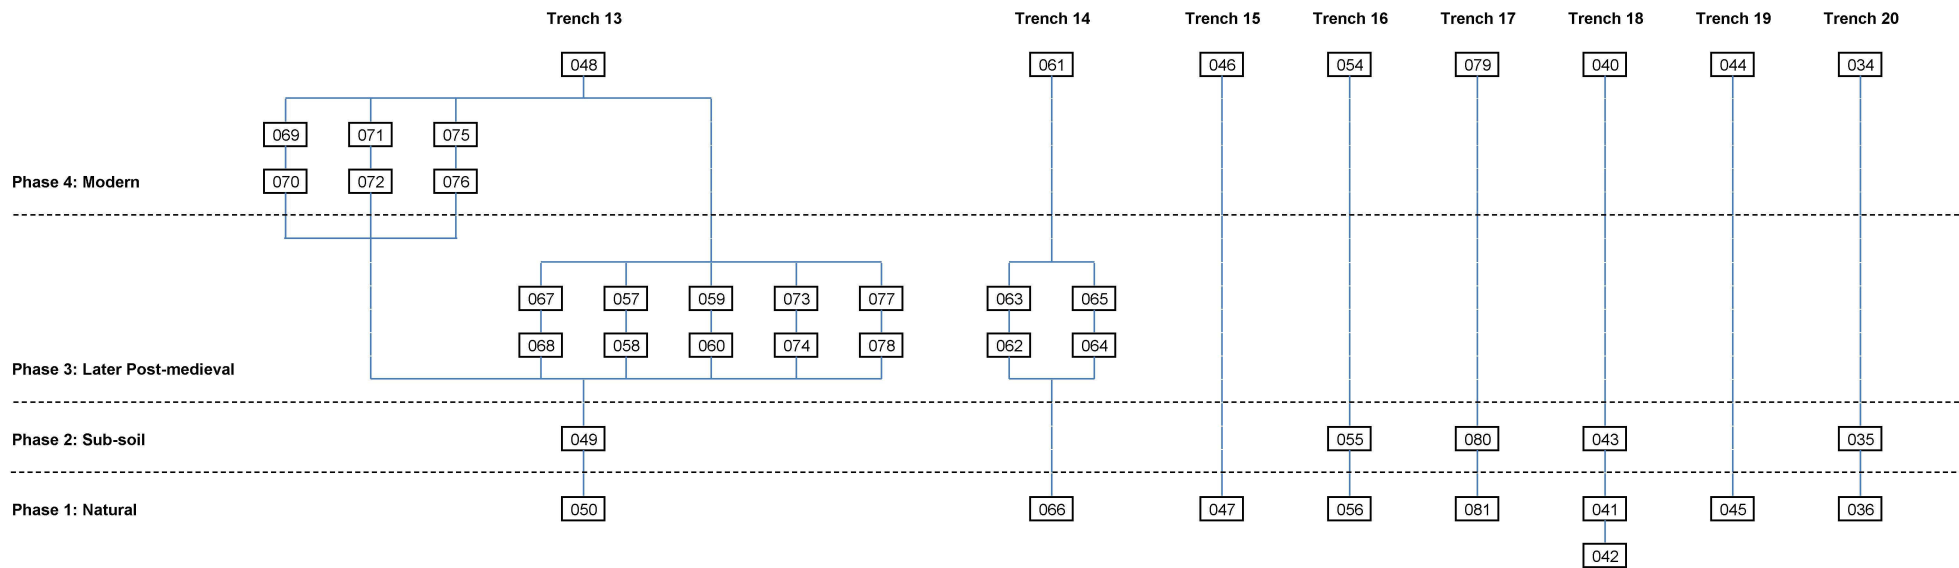 Trench 13 Trench 14 Trench 15 Trench 16 Trench 17 Trench 18 Trench 19 Trench 20
048 061 046 054 079 040 044 034
069 071 075
Phase 4: Modern 070 072 076
067 057 059 073 077 063 065
068 058 060 074 078 062 064
Phase 3: Later Post-medieval
Phase 2: Sub-soil 049 055 080 043 035
Phase 1: Natural 050 066 047 056 081 041 045 036
042